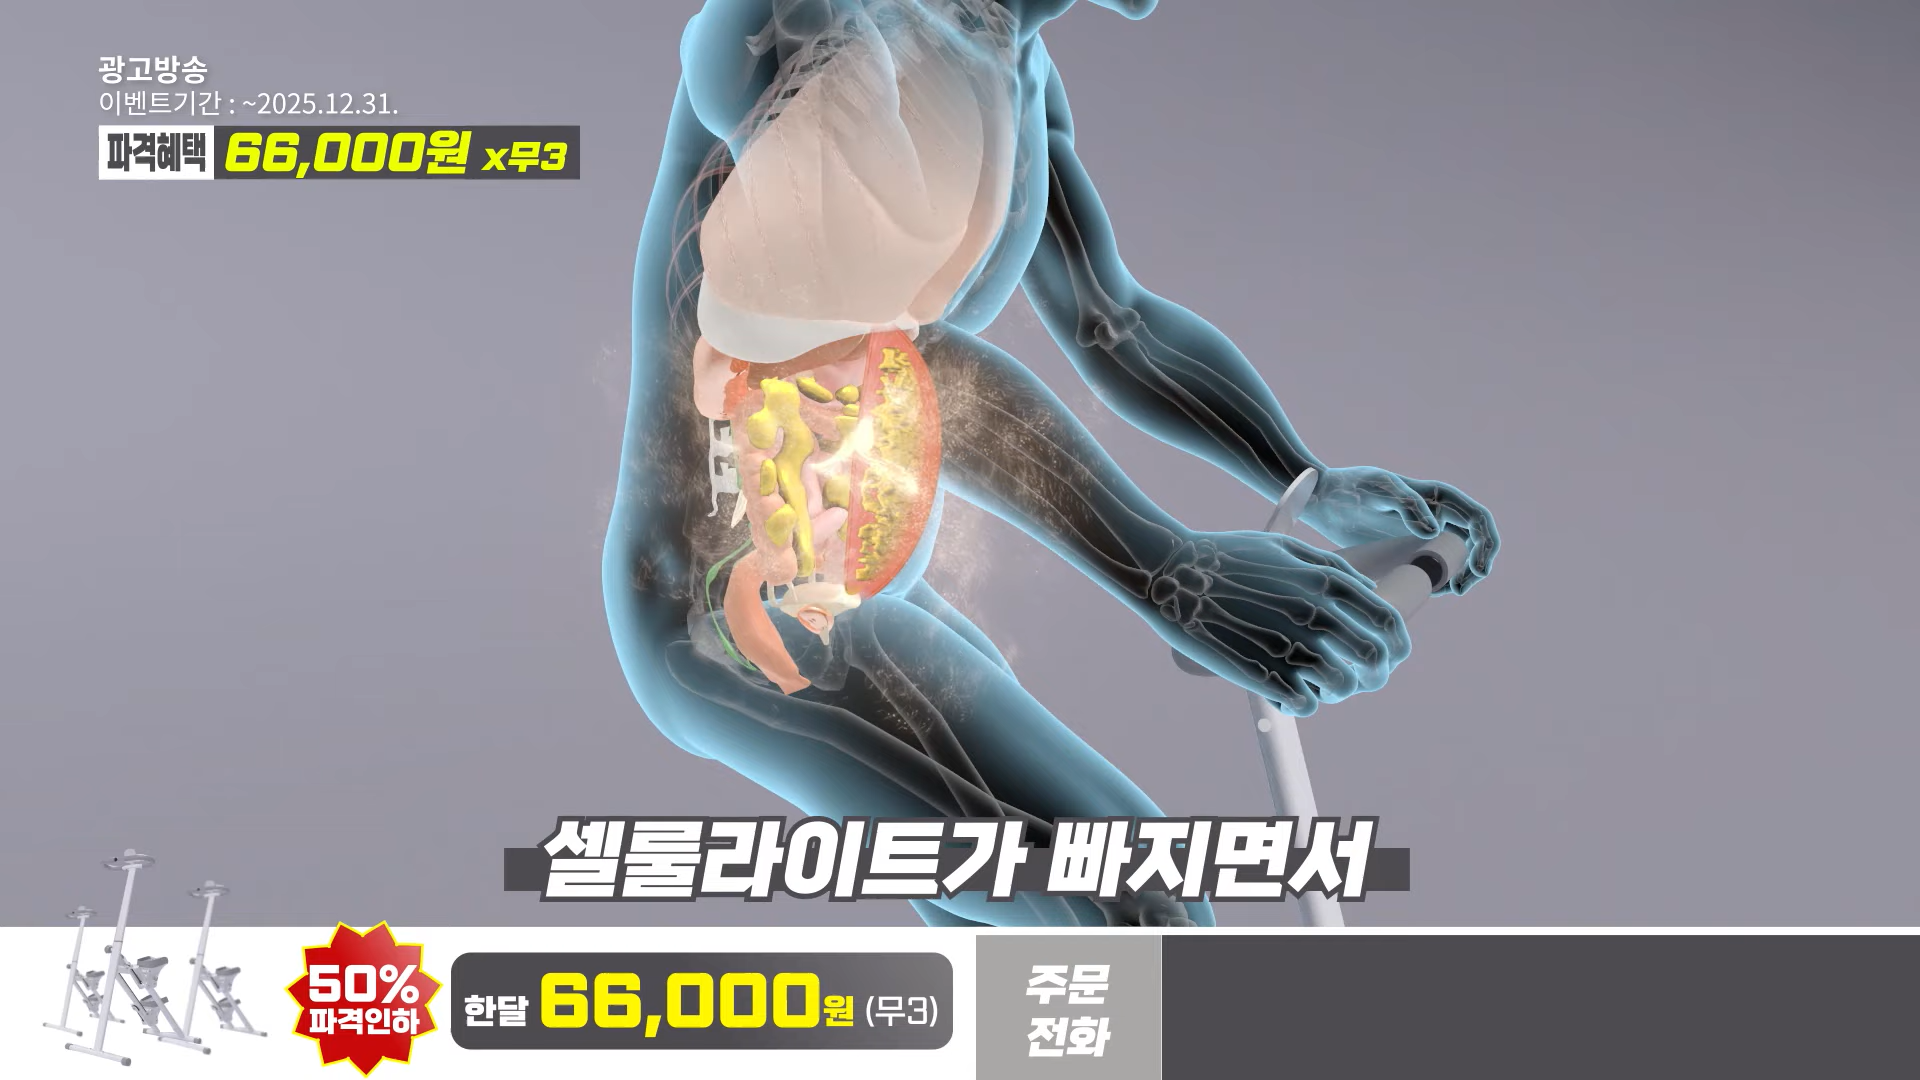 광고방송
이벤트기간 : ~2025.12.31.
파격혜택 66,000원 x무3
셀룰라이트가 빠지면서
50%
파격인하
한달 66,000원 (무3)
주문
전화